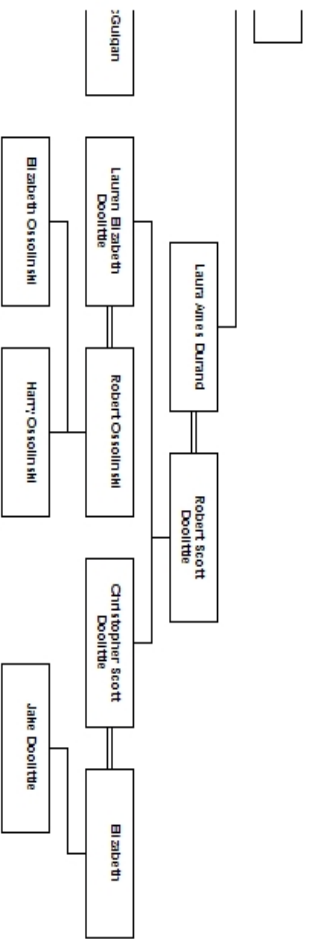 Laura Ames Durand
Robert Scott
Doolittle
cGuigan
Lauren Elizabeth
Doolittle
Robert Ossolinski
Christopher Scott
Doolittle
Elizabeth
Elizabeth Ossolinski
Harry Ossolinski
Jake Doolittle